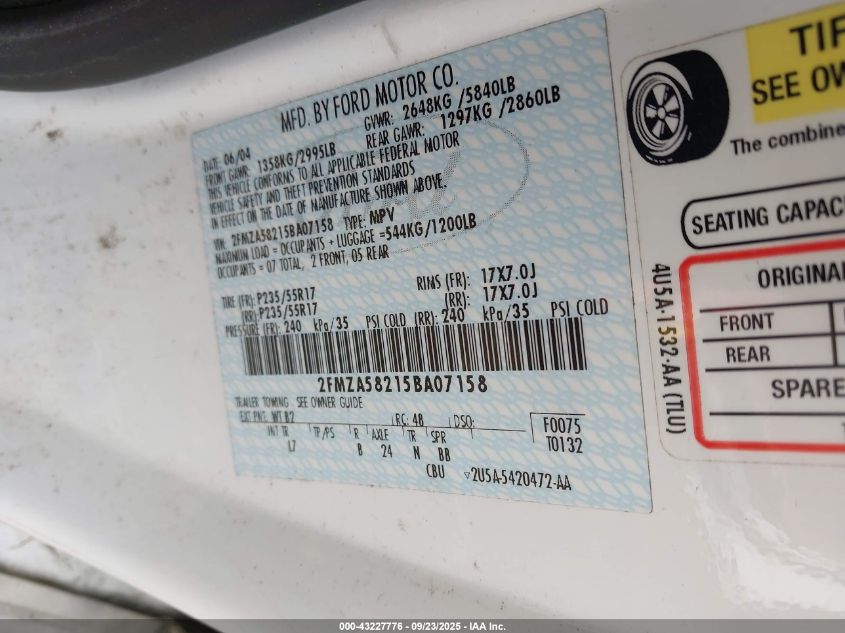 MFD. BY FORD MOTOR CO.
DATE: 06/04 GVWR: 2648KG /5840LB
FRONT GAWR: 1358KG/2995LB REAR GAWR: 1297KG /2860LB
THIS VEHICLE CONFORMS TO ALL APPLICABLE FEDERAL MOTOR
VEHICLE SAFETY AND THEFT PREVENTION STANDARDS
IN EFFECT ON THE DATE OF MANUFACTURE SHOWN ABOVE.
VIN: 2FMZA58215BA07158 TYPE: MPV
MAXIMUM LOAD = OCCUPANTS + LUGGAGE =544KG/1200LB
OCCUPANTS = 07 TOTAL, 2 FRONT, 05 REAR
TIRE (FR): P235/55R17 RIMS (FR): 17X7.0J
(RR): P235/55R17 (RR): 17X7.0J
PRESSURE (FR): 240 kPa/35 PSI COLD (RR): 240 kPa/35 PSI COLD
2FMZA58215BA07158
TRAILER TOWING - SEE OWNER GUIDE
EXT PNT: WT B2 RC: 48 DSO: F0075
INT TR TP/PS R AXLE TR SPR T0132
L7 B 24 N BB
CBU 2U5A-5420472-AA
TIR
SEE OW
The combine
SEATING CAPAC
ORIGINA
FRONT
REAR
SPARE
4U5A-1532-AA (TLU)
000-43227776 - 09/23/2025 - © IAA Inc.